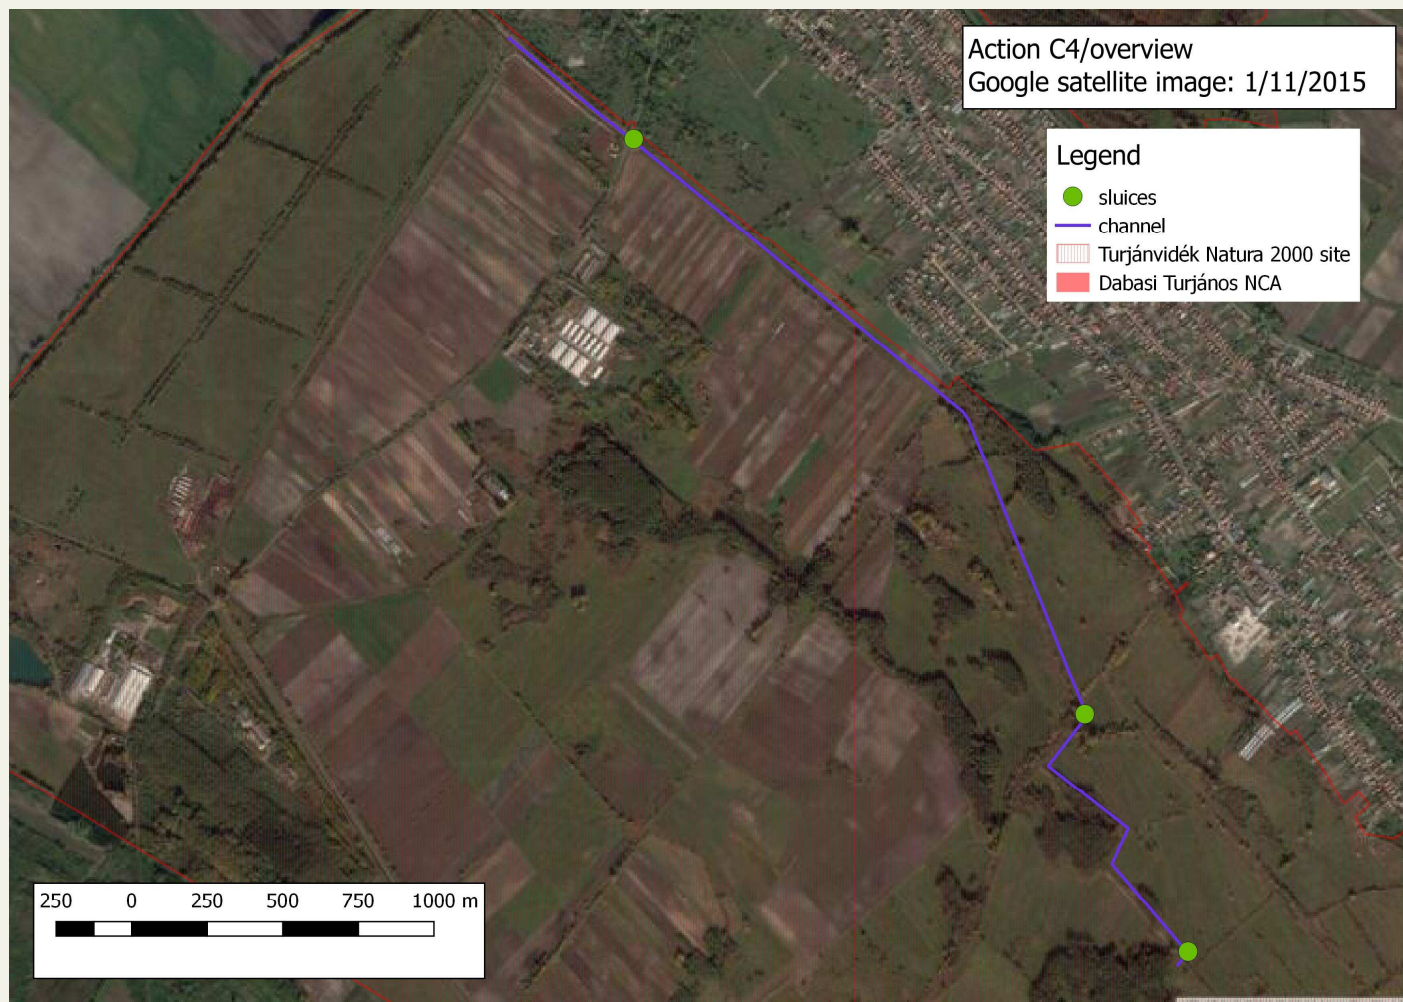 Action C4/overview
Google satellite image: 1/11/2015
Legend
sluices
channel
Turjánvidék Natura 2000 site
Dabasi Turjános NCA
250 0 250 500 750 1000 m